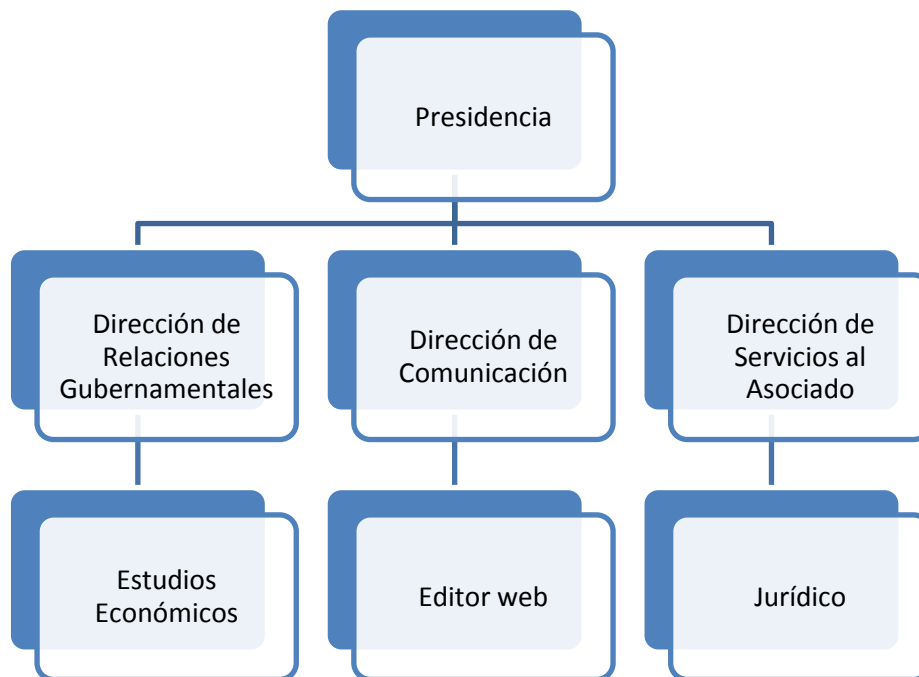 Presidencia
Dirección de
Relaciones
Gubernamentales
Dirección de
Comunicación
Dirección de
Servicios al
Asociado
Estudios
Económicos
Editor web
Jurídico